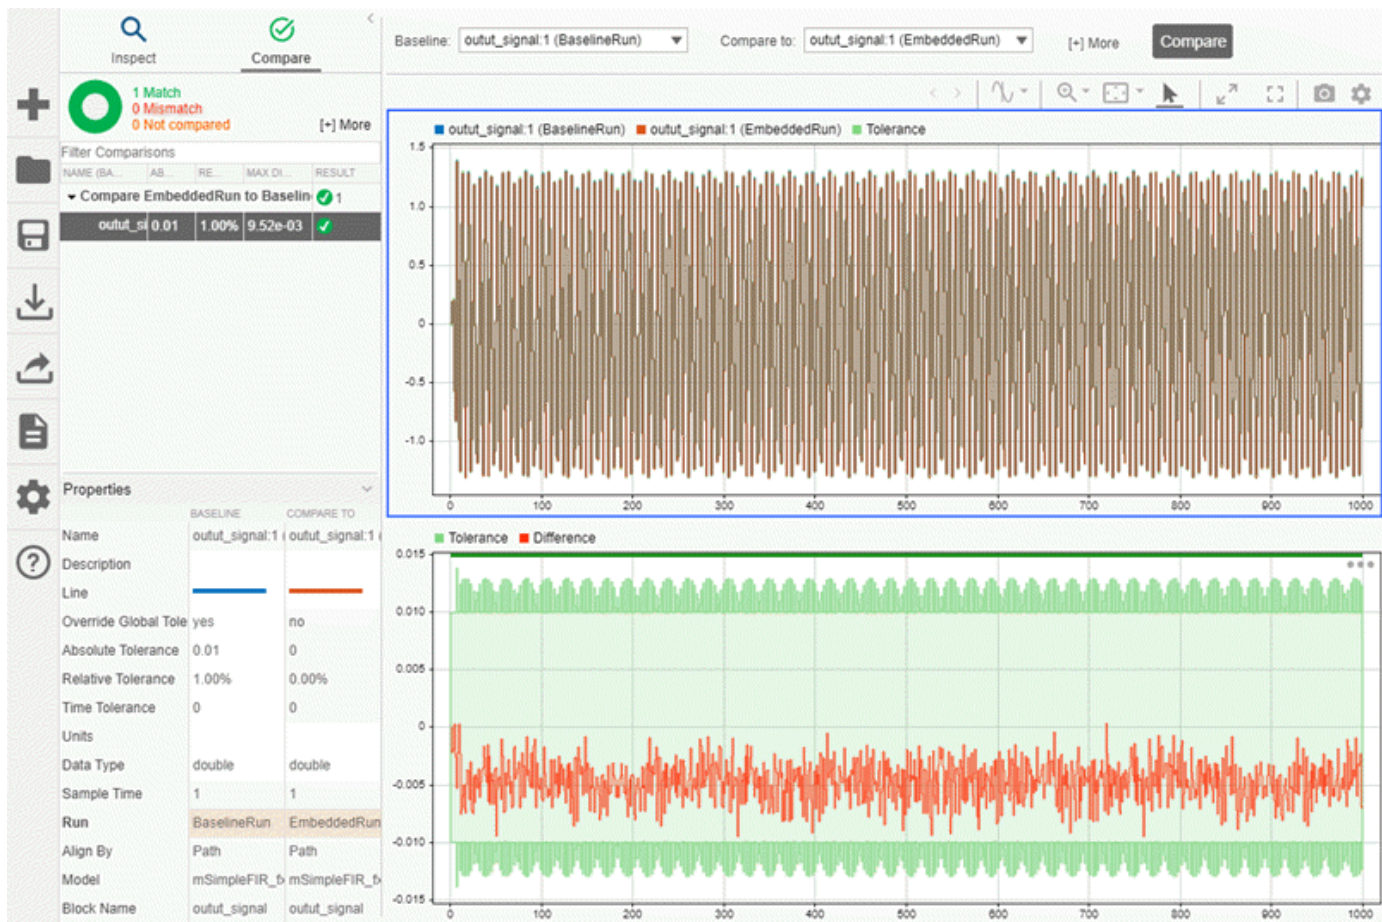 Inspect
Compare
Baseline: outut_signal:1 (BaselineRun)
Compare to: outut_signal:1 (EmbeddedRun)
[+] More
Compare
1 Match
0 Mismatch
0 Not compared
[+] More
Filter Comparisons
NAME (BA... AB... RE... MAX DI... RESULT
Compare EmbeddedRun to Baselin 1
outut_si 0.01 1.00% 9.52e-03
Properties
BASELINE COMPARE TO
Name outut_signal:1 ( outut_signal:1 (
Description
Line
Override Global Tole yes no
Absolute Tolerance 0.01 0
Relative Tolerance 1.00% 0.00%
Time Tolerance 0 0
Units
Data Type double double
Sample Time 1 1
Run BaselineRun EmbeddedRun
Align By Path Path
Model mSimpleFIR_fx mSimpleFIR_fx
Block Name outut_signal outut_signal
outut_signal:1 (BaselineRun) outut_signal:1 (EmbeddedRun) Tolerance
1.5
1.0
0.5
0
-0.5
-1.0
0 100 200 300 400 500 600 700 800 900 1000
Tolerance Difference
0.015
0.010
0.005
0
-0.005
-0.010
-0.015
0 100 200 300 400 500 600 700 800 900 1000